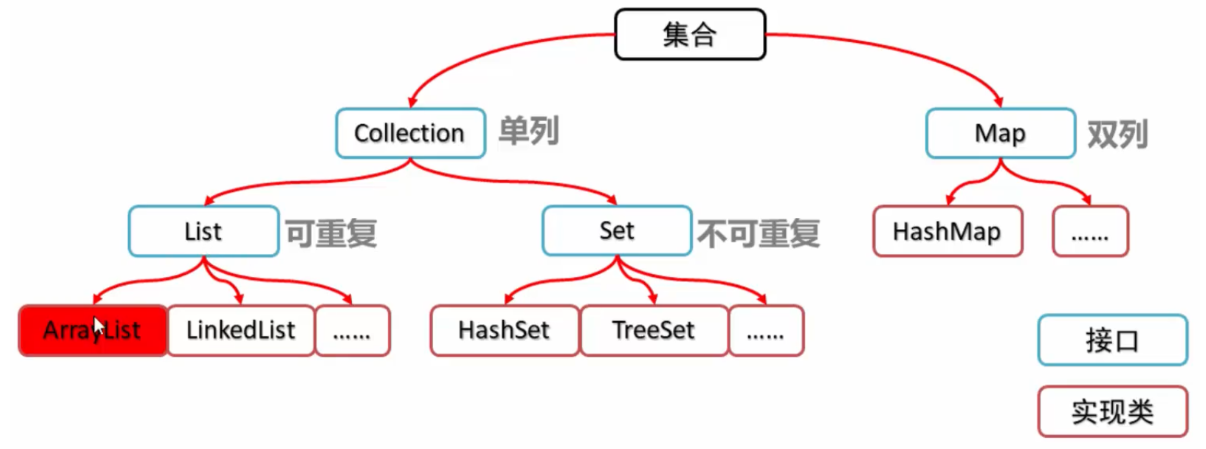 集合
Collection
单列
Map
双列
List
可重复
Set
不可重复
HashMap
……
ArrayList
LinkedList
……
HashSet
TreeSet
……
接口
实现类